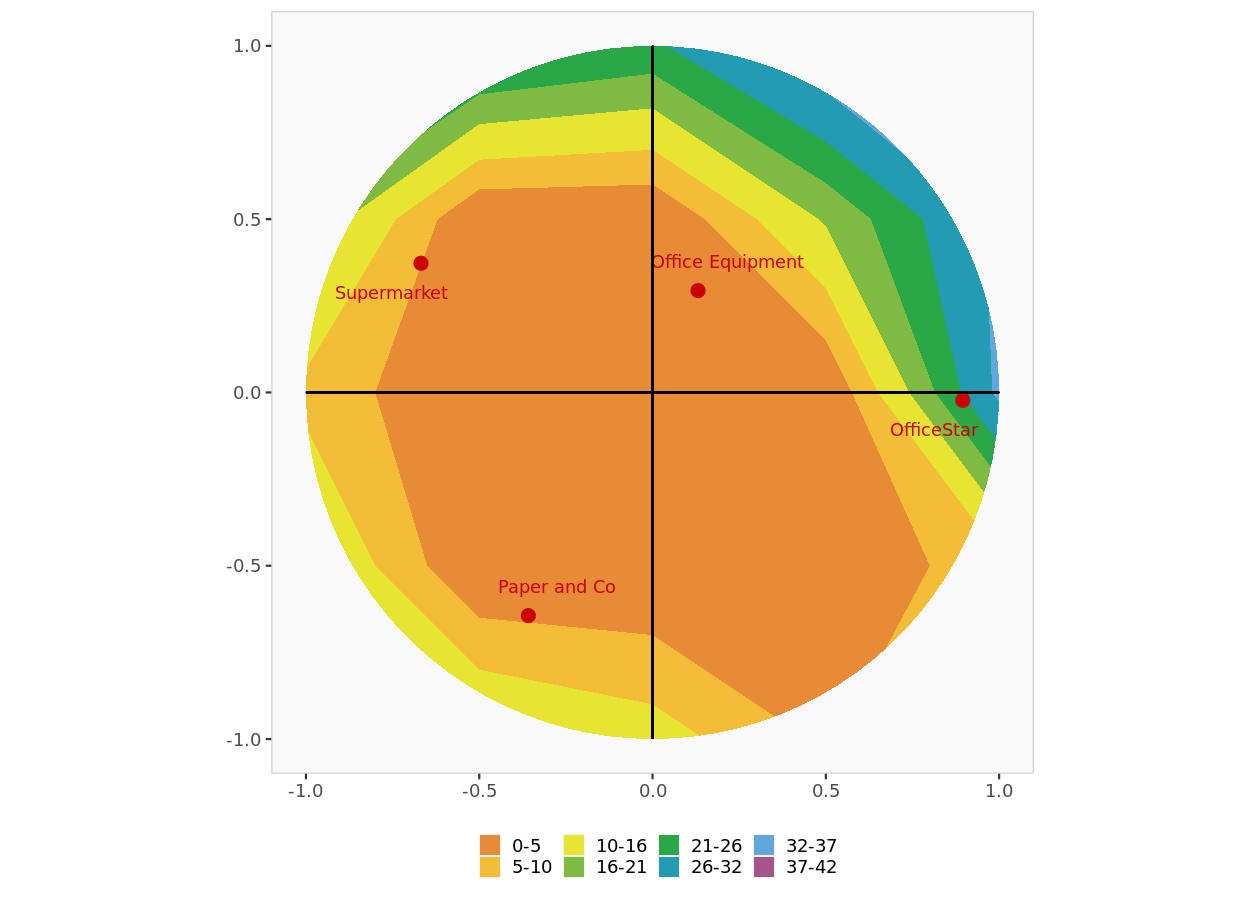 1.0
0.5
Office Equipment
Supermarket
0.0
OfficeStar
-0.5
Paper and Co
-1.0
-1.0 -0.5 0.0 0.5 1.0
0-5 10-16 21-26 32-37
5-10 16-21 26-32 37-42